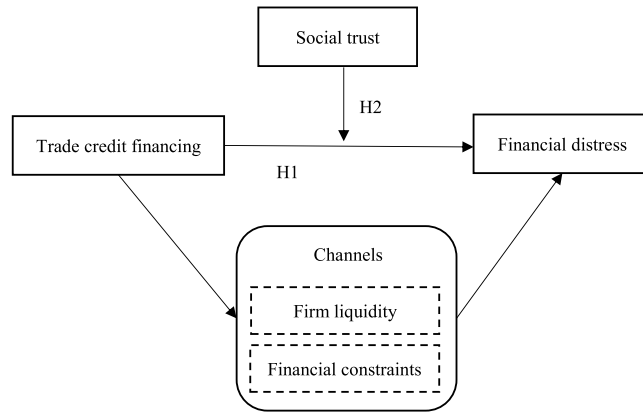 Social trust
H2
Trade credit financing
Financial distress
H1
Channels
Firm liquidity
Financial constraints